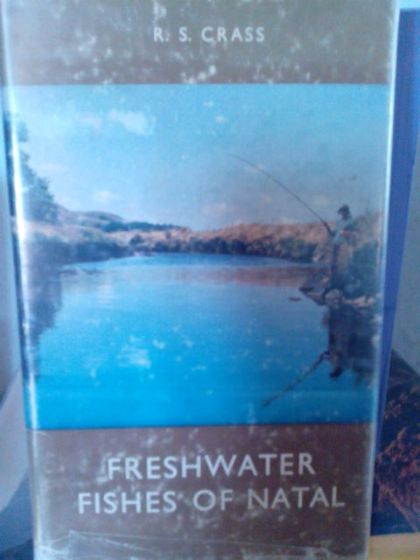 R. S. CRASS
FRESHWATER
FISHES OF NATAL